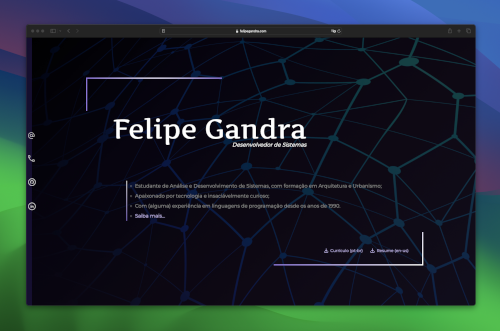 felipegandra.com
Felipe Gandra
Desenvolvedor de Sistemas
Estudante de Análise e Desenvolvimento de Sistemas, com formação em Arquitetura e Urbanismo;
Apaixonado por tecnologia e insaciavelmente curioso;
Com (alguma) experiência em linguagens de programação desde os anos de 1990.
Saiba mais...
Currículo (pt-br) Resume (en-us)